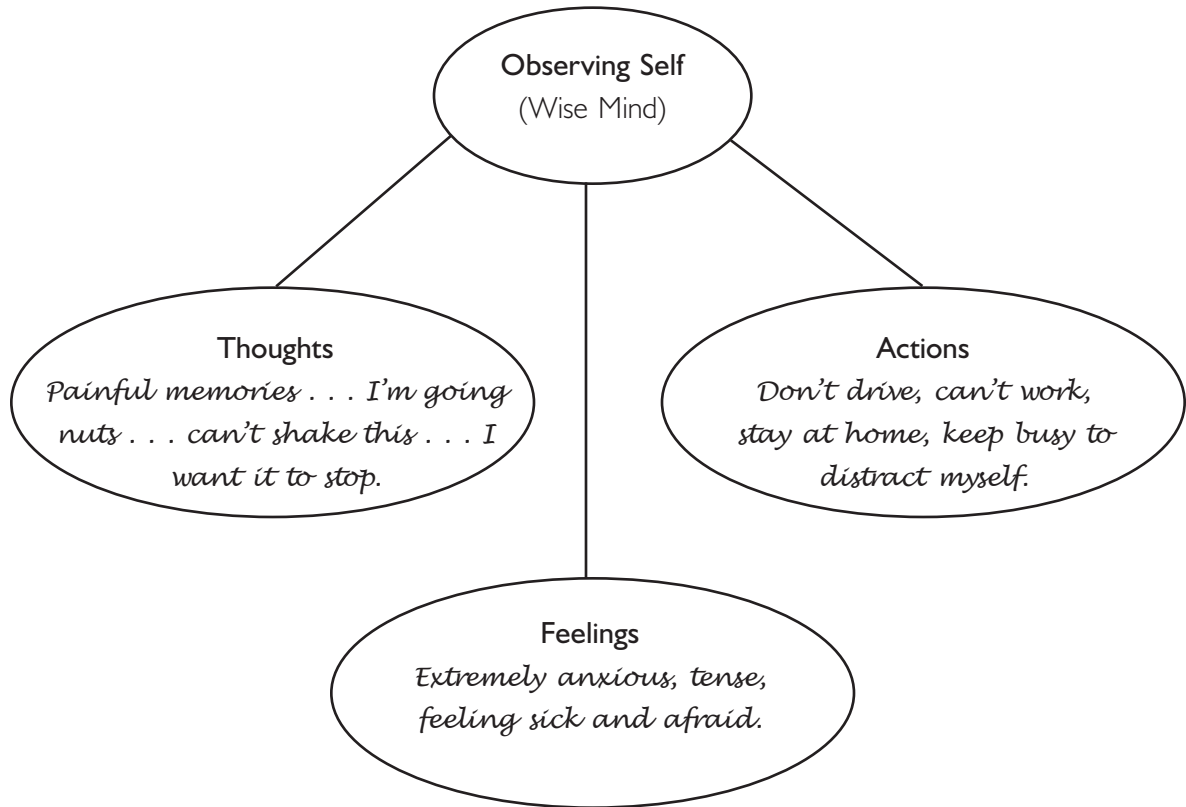 Observing Self
(Wise Mind)
Thoughts
Painful memories . . . I'm going
nuts . . . can't shake this . . . I
want it to stop.
Actions
Don't drive, can't work,
stay at home, keep busy to
distract myself.
Feelings
Extremely anxious, tense,
feeling sick and afraid.